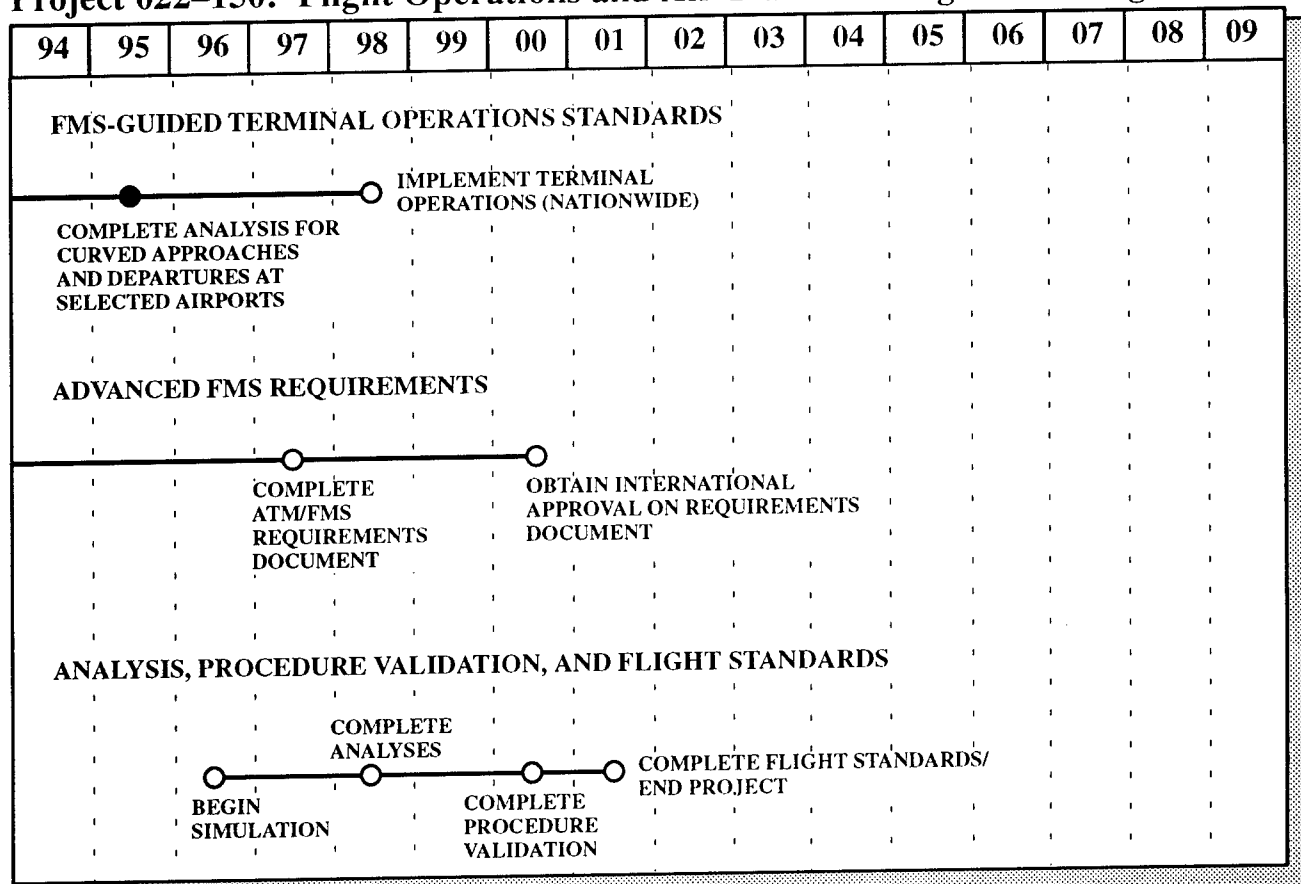 Project 022–150: Flight Operations and Air
94 95 96 97 98 99 00 01 02 03 04 05 06 07 08 09
FMS-GUIDED TERMINAL OPERATIONS STANDARDS
IMPLEMENT TERMINAL
OPERATIONS (NATIONWIDE)
COMPLETE ANALYSIS FOR
CURVED APPROACHES
AND DEPARTURES AT
SELECTED AIRPORTS
ADVANCED FMS REQUIREMENTS
COMPLETE
ATM/FMS
REQUIREMENTS
DOCUMENT
OBTAIN INTERNATIONAL
APPROVAL ON REQUIREMENTS
DOCUMENT
ANALYSIS, PROCEDURE VALIDATION, AND FLIGHT STANDARDS
COMPLETE
ANALYSES
COMPLETE FLIGHT STANDARDS/
END PROJECT
BEGIN
SIMULATION
COMPLETE
PROCEDURE
VALIDATION